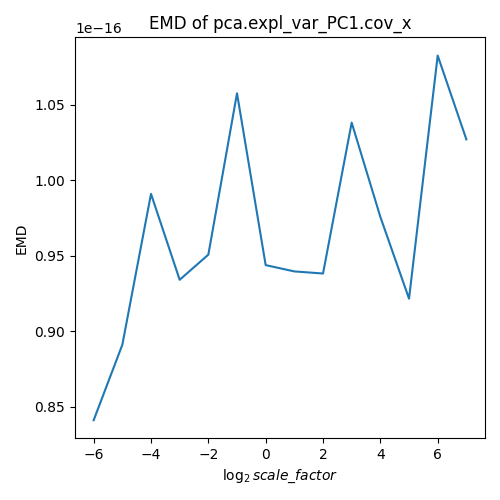 EMD of pca.expl_var_PC1.cov_x
1e−16
1.05
1.00
0.95
0.90
0.85
EMD
−6 −4 −2 0 2 4 6
log₂ scale_factor